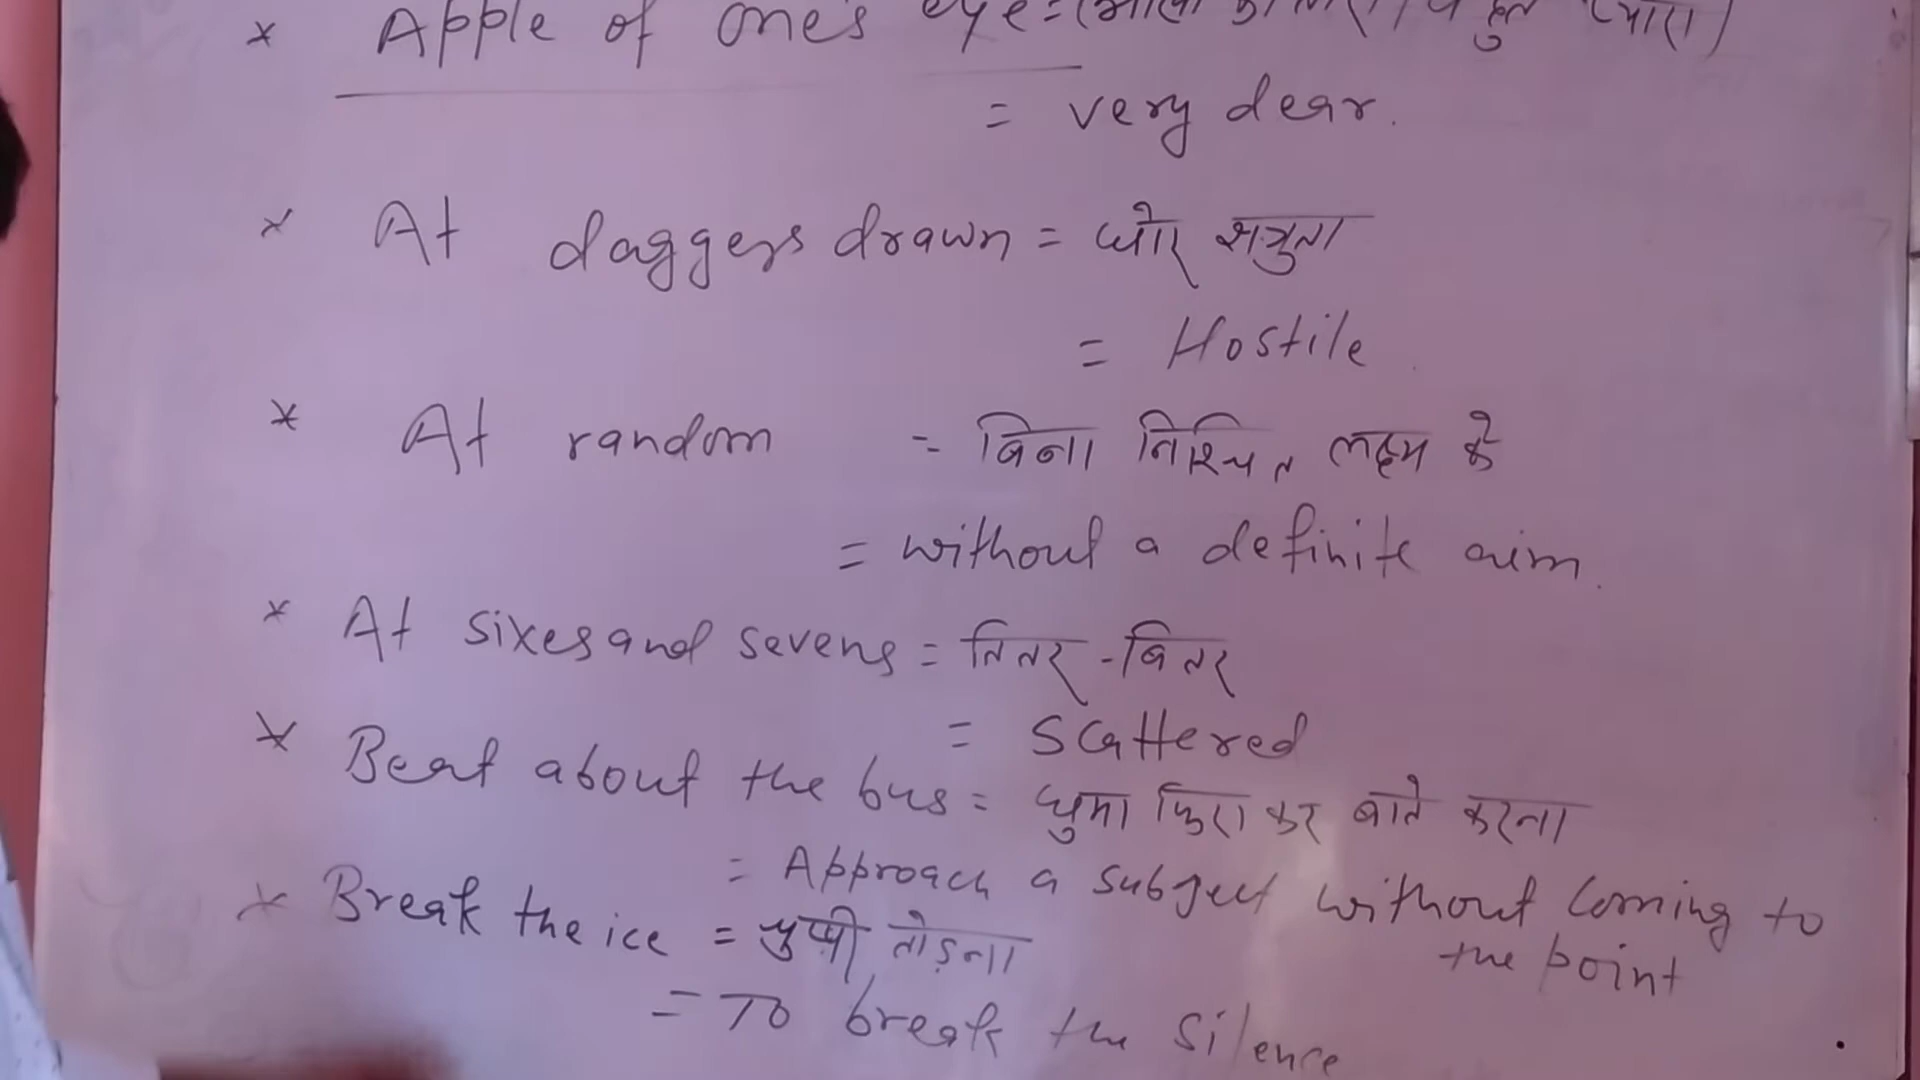 * Apple of one's eye = (आँखों का तारा, बहुत प्यारा)
= very dear.
* At daggers drawn = घोर शत्रुता
= Hostile
* At random = बिना निश्चित लक्ष्य के
= without a definite aim.
* At sixes and sevens = तितर-बितर
= Scattered
* Beat about the bus = घुमा फिरा कर बाते करना
= Approach a subject without coming to
the point
* Break the ice = चुप्पी तोड़ना
= To break the silence